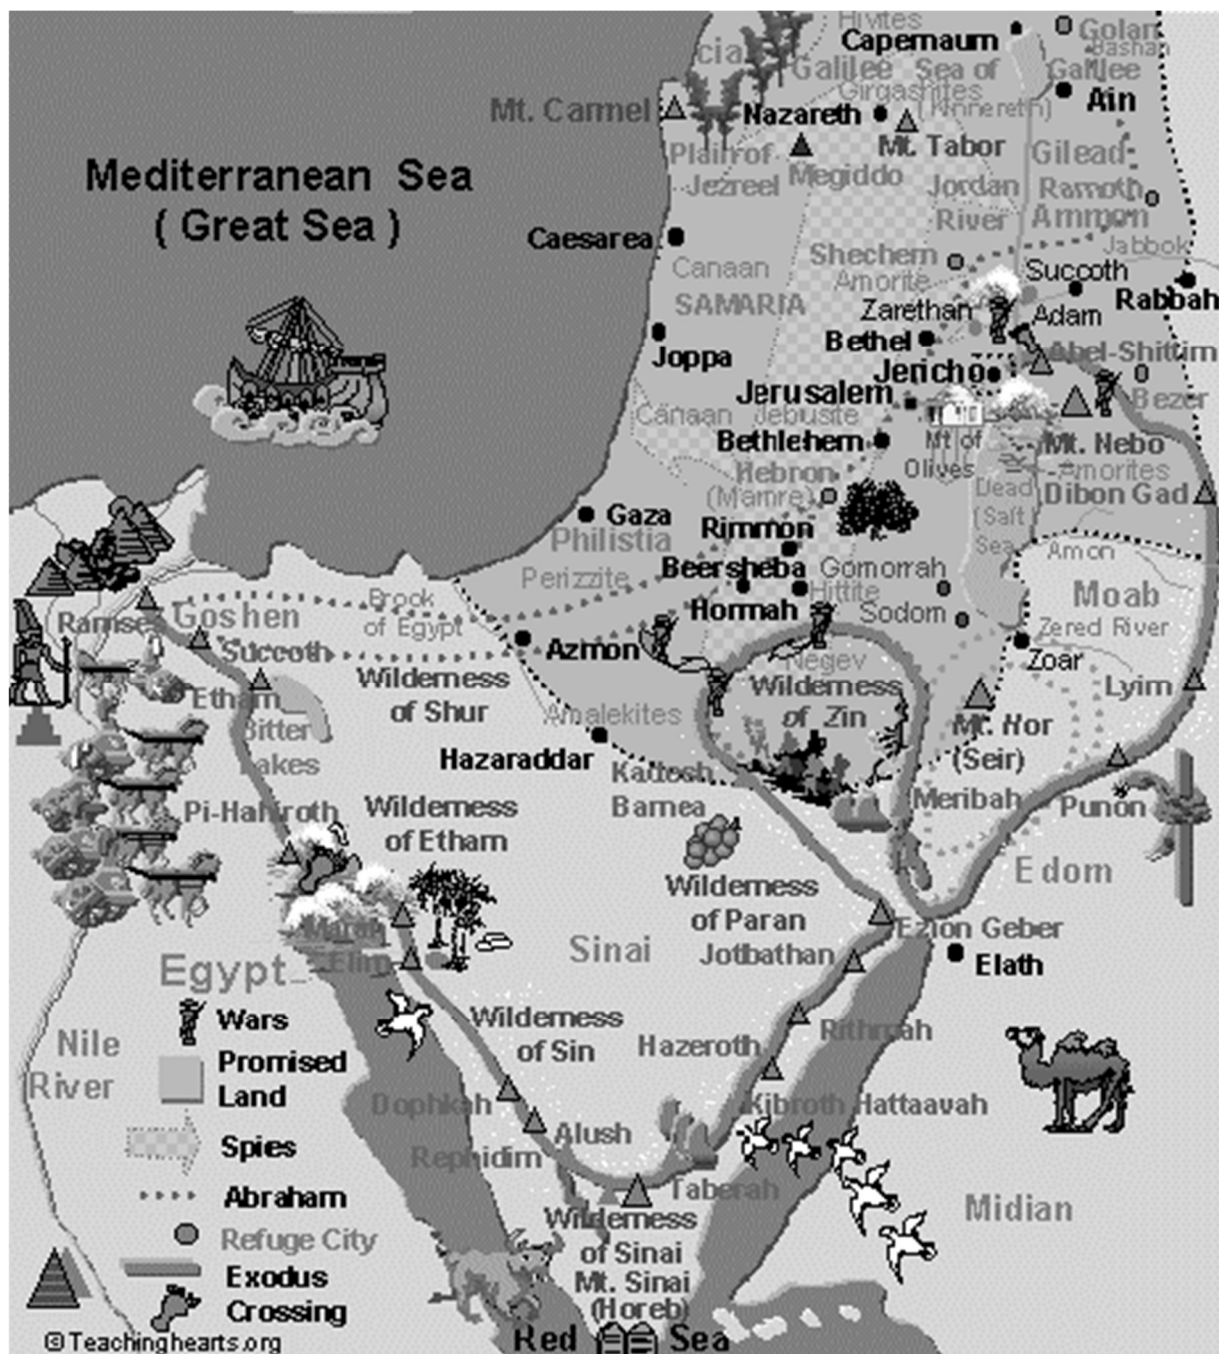 Hivites
Golan
Capernaum
Bashan
Galilee Sea of Galilee
Girgashites
(Kinnereth)
Ain
Mt. Carmel
Nazareth
Mt. Tabor
Plain of
Jezreel
Megiddo
Gilead
Mediterranean Sea
( Great Sea )
Jordan
River
Ramoth
Ammon
Caesarea
Shechem
Amorite
Jabbok
Canaan
SAMARIA
Succoth
Rabbah
Zarethan
Adam
Joppa
Bethel
Abel-Shittim
Jericho
Jerusalem
Bezer
Canaan
Jebusite
Bethlehem
Mt of
Olives
Mt. Nebo
Amorites
Hebron
(Mamre)
Dead
(Salt)
Sea
Dibon Gad
Gaza
Philistia
Rimmon
Arnon
Perizzite
Beersheba
Gomorrah
Hittite
Moab
Hormah
Sodom
Ramses
Goshen
Brook
of Egypt
Zered River
Succoth
Azmon
Negev
Zoar
Etham
Wilderness
of Shur
Wilderness
of Zin
Lyim
Bitter
Lakes
Amalekites
Mt. Hor
(Seir)
Hazaraddar
Kadesh
Barnea
Meribah
Punon
Pi-Hahiroth
Wilderness
of Etham
Edom
Wilderness
of Paran
Marah
Elim
Sinai
Jotbathah
Ezion Geber
Elath
Egypt
Wars
Nile
River
Wilderness
of Sin
Hazeroth
Rithmah
Promised
Land
Dophkah
Kibroth Hattaavah
Spies
Alush
Rephidim
Taberah
Abraham
Midian
Refuge City
Wilderness
of Sinai
Exodus
Mt. Sinai
(Horeb)
Crossing
© Teachinghearts.org
Red Sea